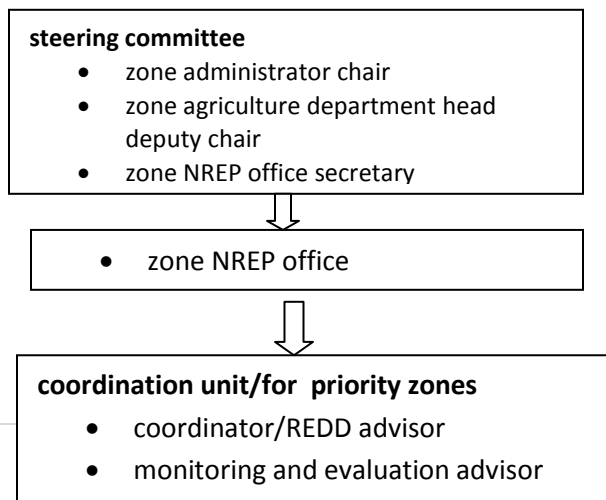 steering committee
• zone administrator chair
• zone agriculture department head
deputy chair
• zone NREP office secretary
• zone NREP office
coordination unit/for priority zones
• coordinator/REDD advisor
• monitoring and evaluation advisor